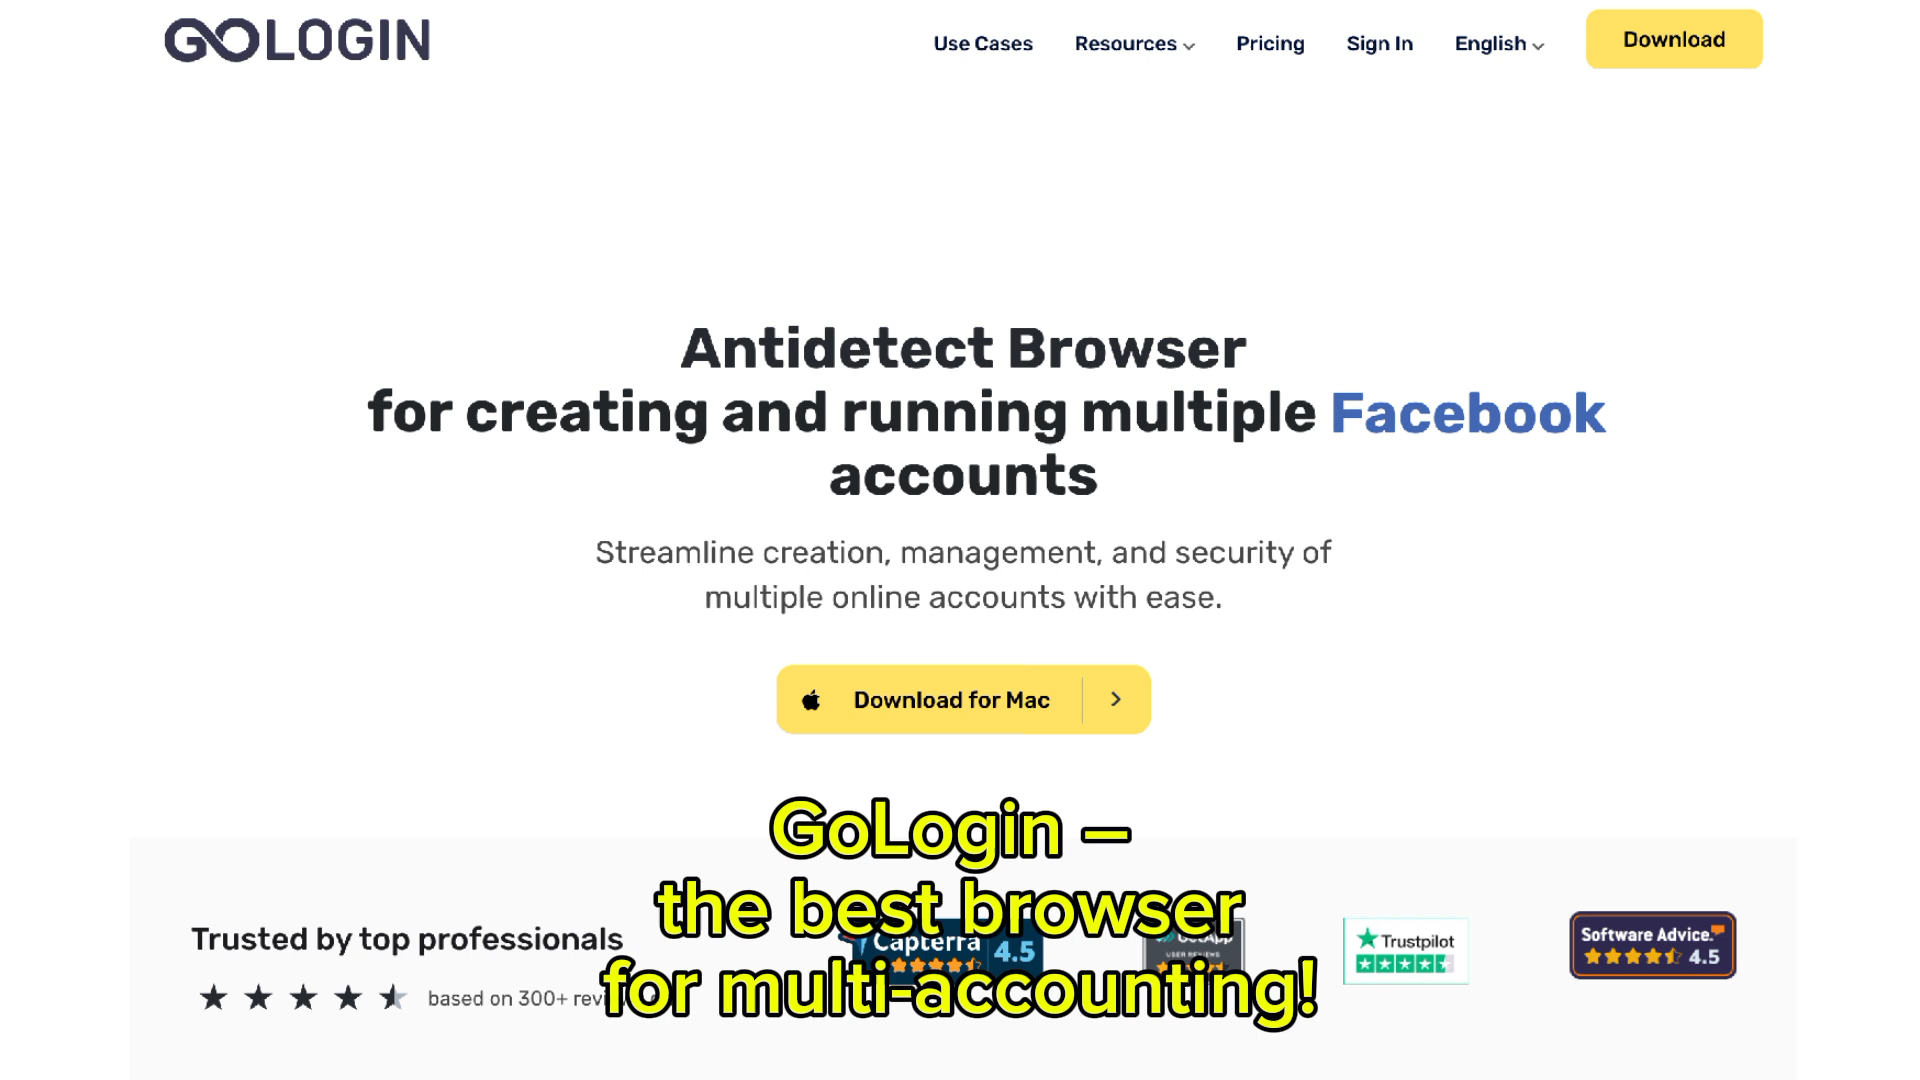 GOLOGIN
Use Cases Resources Pricing Sign In English Download
Antidetect Browser
for creating and running multiple Facebook
accounts
Streamline creation, management, and security of
multiple online accounts with ease.
Download for Mac
GoLogin —
the best browser
for multi-accounting!
Trusted by top professionals
based on 300+
Capterra 4.5
USER REVIEWS
Trustpilot
Software Advice. 4.5